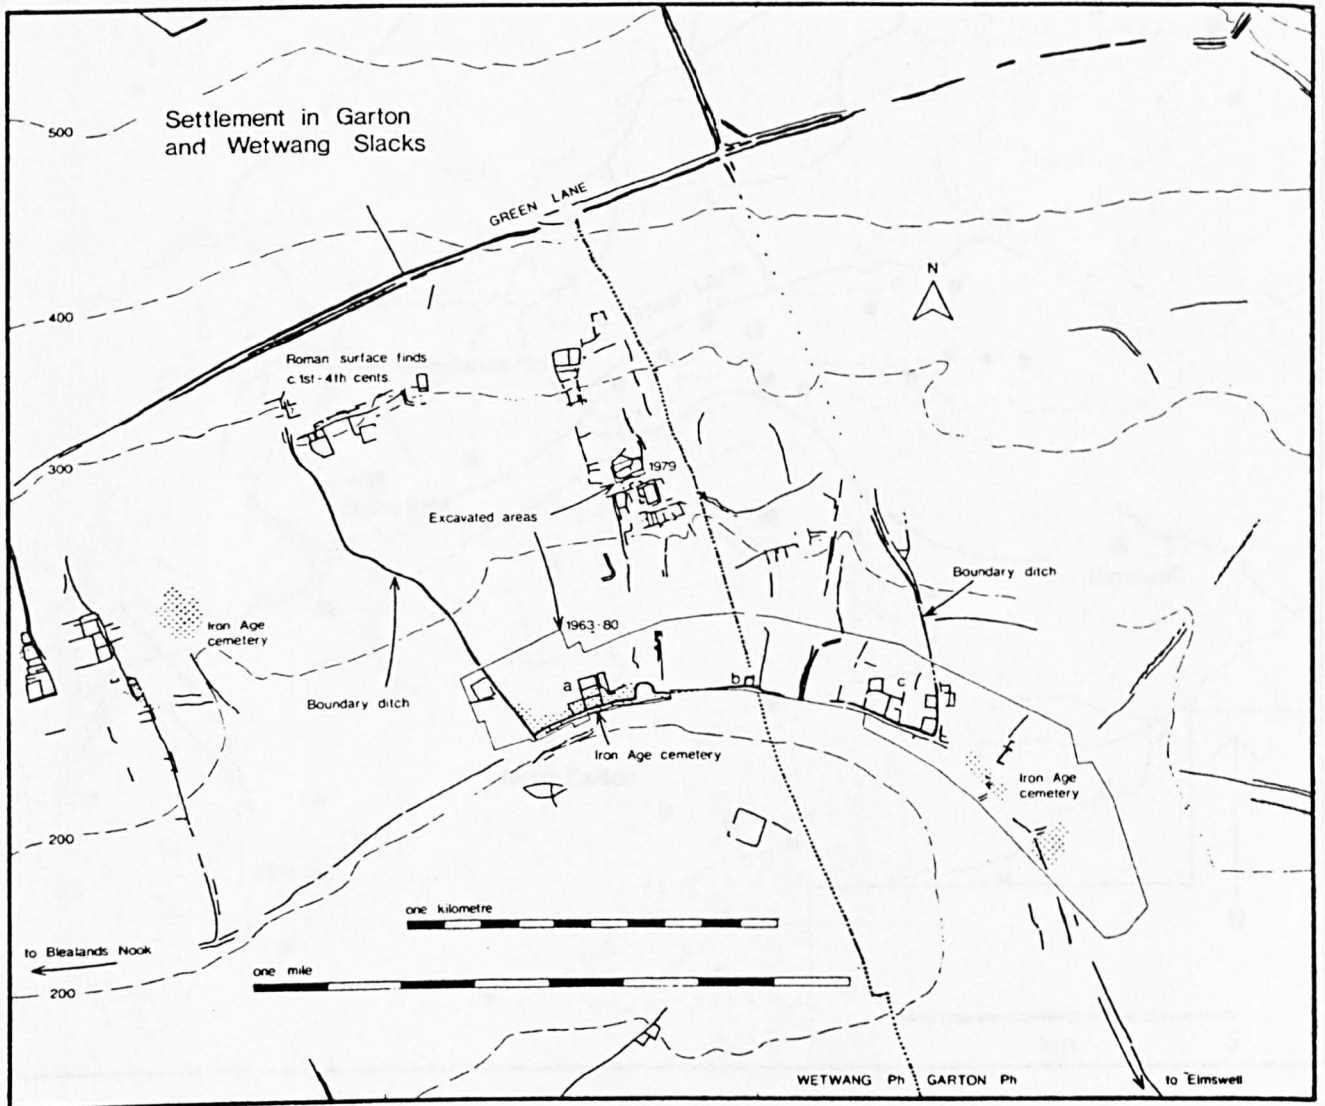 Settlement in Garton
and Wetwang Slacks
500
GREEN LANE
N
400
Roman surface finds
c. 1st - 4th cents.
300
1979
Excavated areas
Boundary ditch
Iron Age
cemetery
1963-80
a
b
c
Boundary ditch
Iron Age cemetery
Iron Age
cemetery
200
one kilometre
to Blealands Nook
one mile
200
WETWANG Ph GARTON Ph
to Elmswell